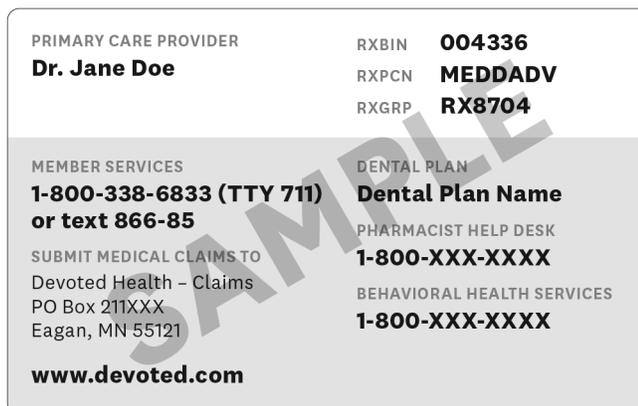 PRIMARY CARE PROVIDER
Dr. Jane Doe
RXBIN 004336
RXPCN MEDDADV
RXGRP RX8704
MEMBER SERVICES
1-800-338-6833 (TTY 711)
or text 866-85
SUBMIT MEDICAL CLAIMS TO
Devoted Health – Claims
PO Box 211XXX
Eagan, MN 55121
www.devoted.com
DENTAL PLAN
Dental Plan Name
PHARMACIST HELP DESK
1-800-XXX-XXXX
BEHAVIORAL HEALTH SERVICES
1-800-XXX-XXXX
SAMPLE